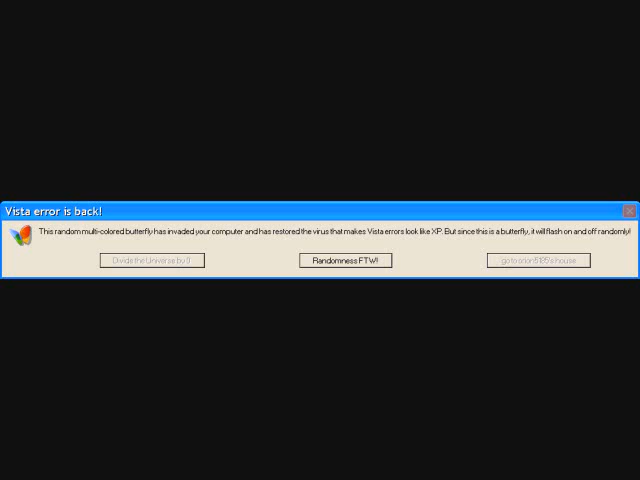 Vista error is back!
This random multi-colored butterfly has invaded your computer and has restored the virus that makes Vista errors look like XP. But since this is a butterfly, it will flash on and off randomly!
Divide the Universe by 0
Randomness FTW!
go to orion5185's house